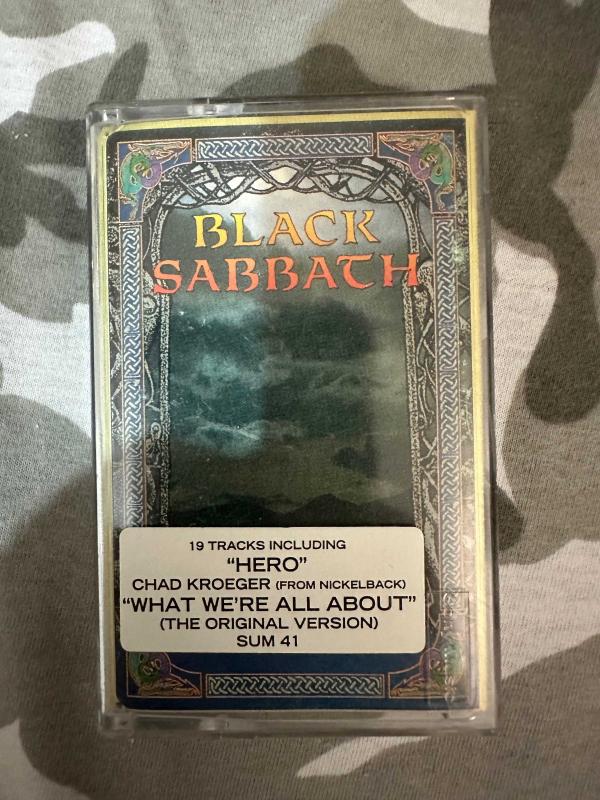 BLACK
SABBATH
19 TRACKS INCLUDING
“HERO”
CHAD KROEGER (FROM NICKELBACK)
“WHAT WE'RE ALL ABOUT”
(THE ORIGINAL VERSION)
SUM 41